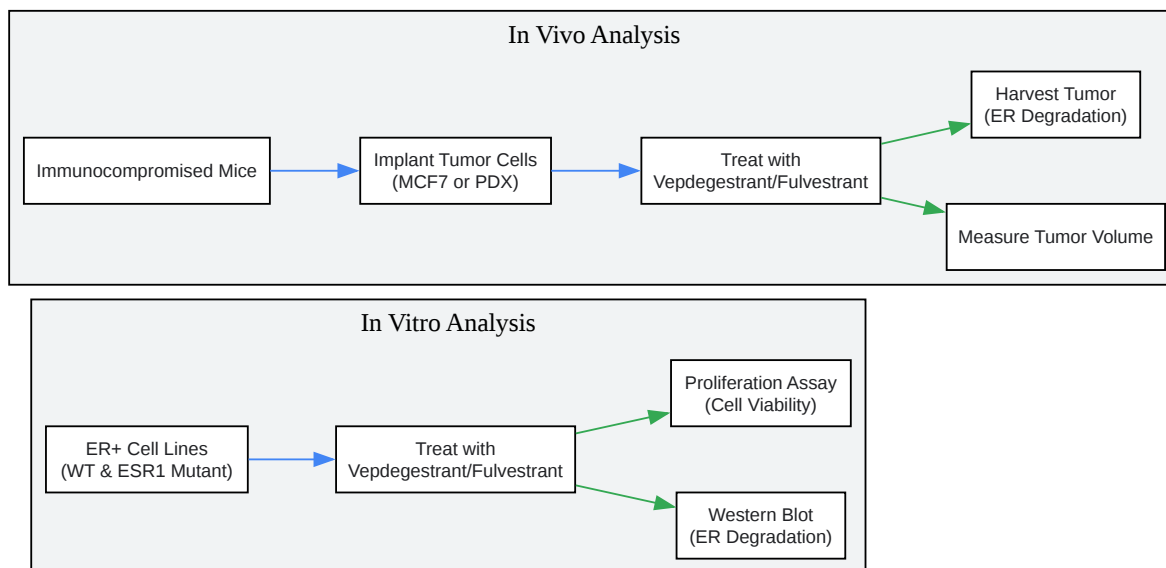 In Vivo Analysis
Immunocompromised Mice
Implant Tumor Cells
(MCF7 or PDX)
Treat with
Vepdegestrant/Fulvestrant
Harvest Tumor
(ER Degradation)
Measure Tumor Volume
In Vitro Analysis
ER+ Cell Lines
(WT & ESR1 Mutant)
Treat with
Vepdegestrant/Fulvestrant
Proliferation Assay
(Cell Viability)
Western Blot
(ER Degradation)